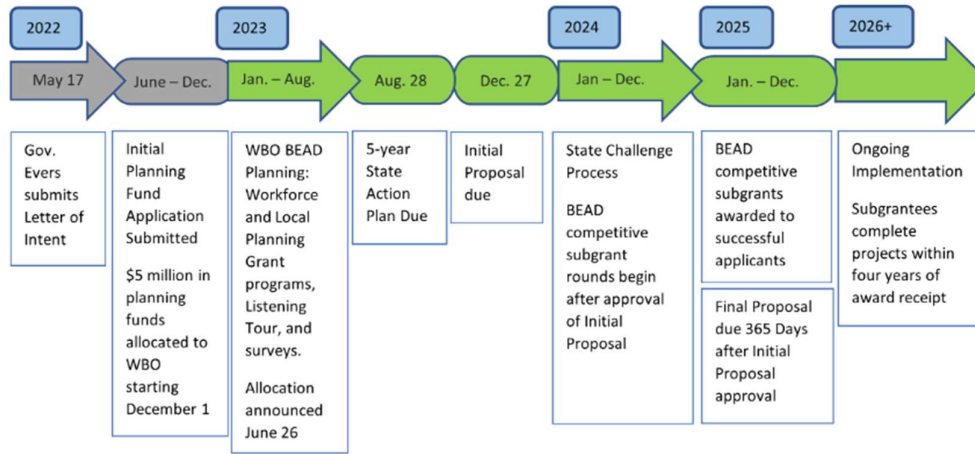 2022
2023
2024
2025
2026+
May 17
June – Dec.
Jan. – Aug.
Aug. 28
Dec. 27
Jan – Dec.
Jan. – Dec.
Gov.
Evers
submits
Letter of
Intent
Initial
Planning
Fund
Application
Submitted
$5 million in
planning
funds
allocated to
WBO
starting
December 1
WBO BEAD
Planning:
Workforce
and Local
Planning
Grant
programs,
Listening
Tour, and
surveys.
Allocation
announced
June 26
5-year
State
Action
Plan Due
Initial
Proposal
due
State Challenge
Process
BEAD
competitive
subgrant
rounds begin
after approval
of Initial
Proposal
BEAD
competitive
subgrants
awarded to
successful
applicants
Final Proposal
due 365 Days
after Initial
Proposal
approval
Ongoing
Implementation
Subgrantees
complete
projects within
four years of
award receipt